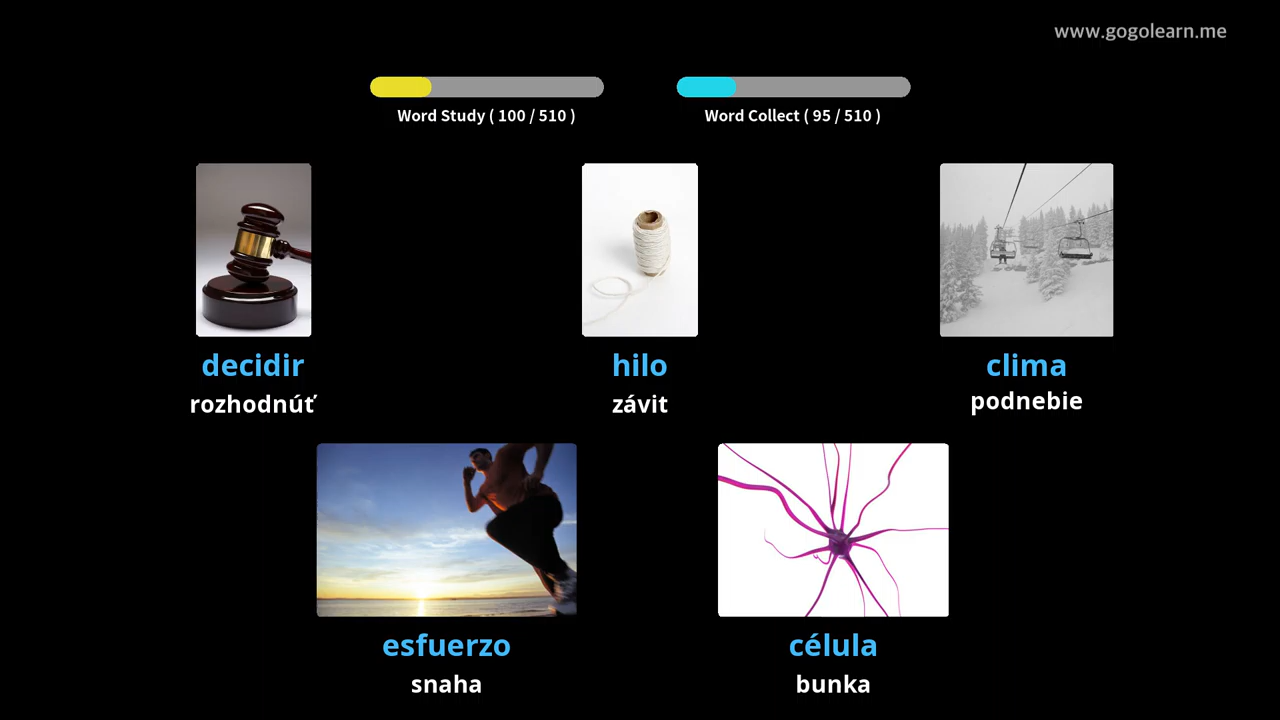 www.gogolearn.me
Word Study ( 100 / 510 )
Word Collect ( 95 / 510 )
decidir
rozhodnúť
hilo
závit
clima
podnebie
esfuerzo
snaha
célula
bunka